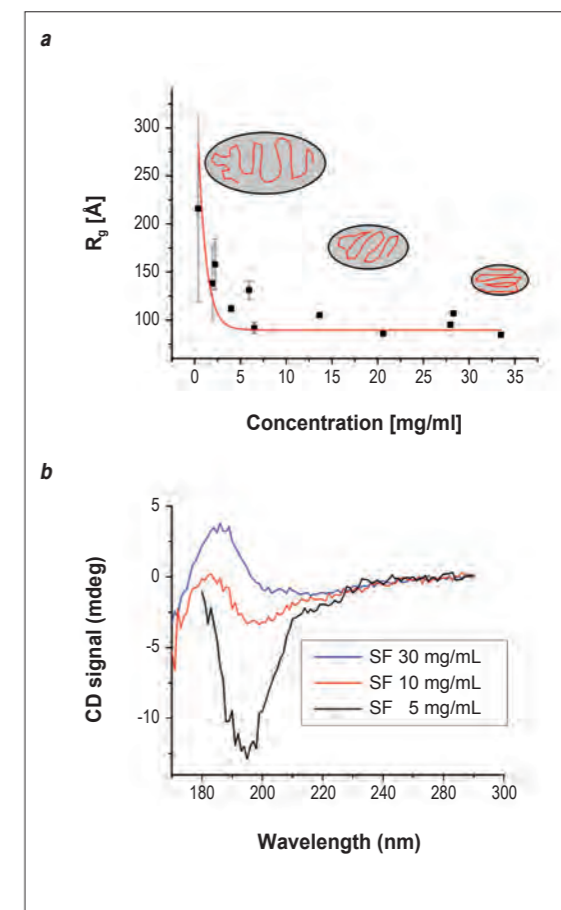 a
300
250
200
150
100
R_g [Å]
0 5 10 15 20 25 30 35
Concentration [mg/ml]
b
5
0
-5
-10
CD signal (mdeg)
SF 30 mg/mL
SF 10 mg/mL
SF 5 mg/mL
180 200 220 240 260 280 300
Wavelength (nm)